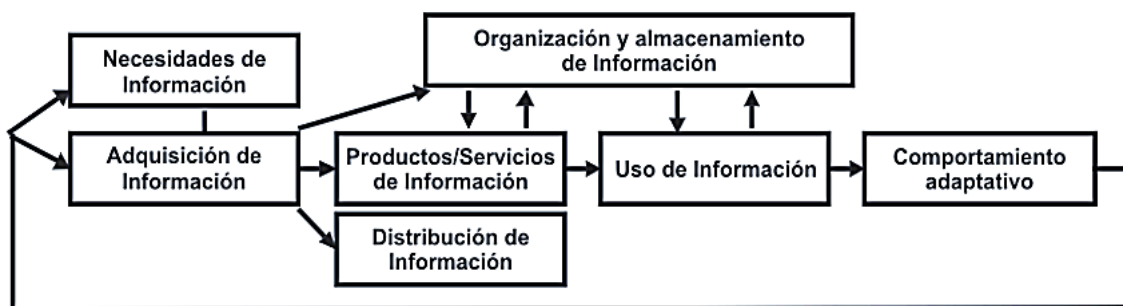 Necesidades de
Información
Organización y almacenamiento
de Información
Adquisición de
Información
Productos/Servicios
de Información
Uso de Información
Comportamiento
adaptativo
Distribución de
Información